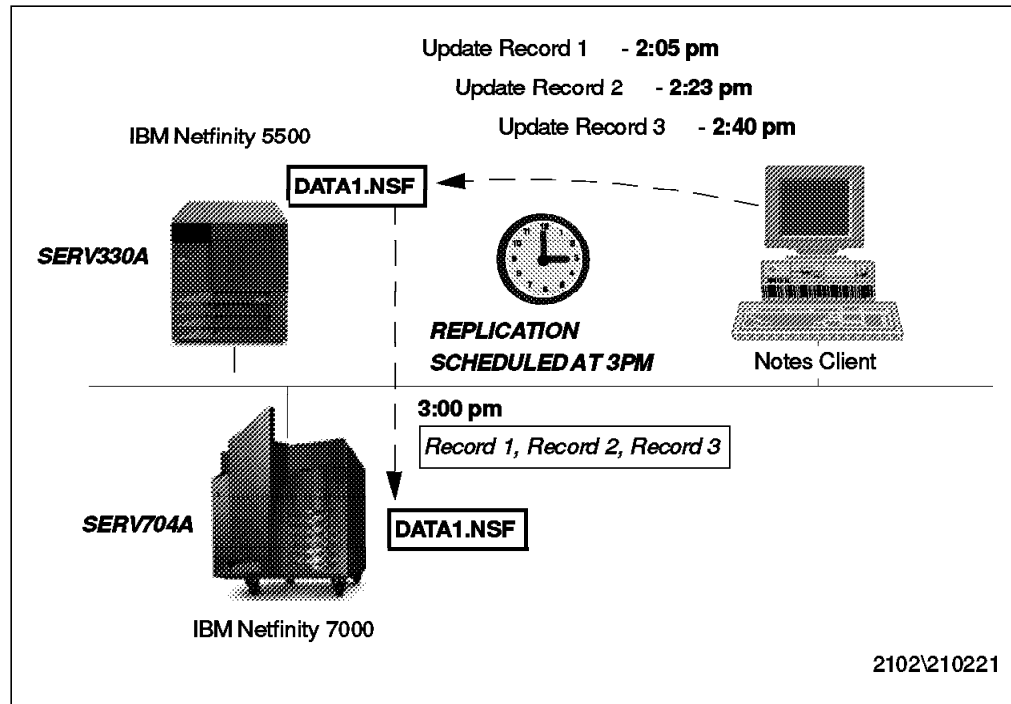 Update Record 1 - 2:05 pm
Update Record 2 - 2:23 pm
Update Record 3 - 2:40 pm
IBM Netfinity 5500
DATA1.NSF
SERV330A
REPLICATION
SCHEDULED AT 3PM
Notes Client
3:00 pm
Record 1, Record 2, Record 3
SERV704A
DATA1.NSF
IBM Netfinity 7000
2102\210221